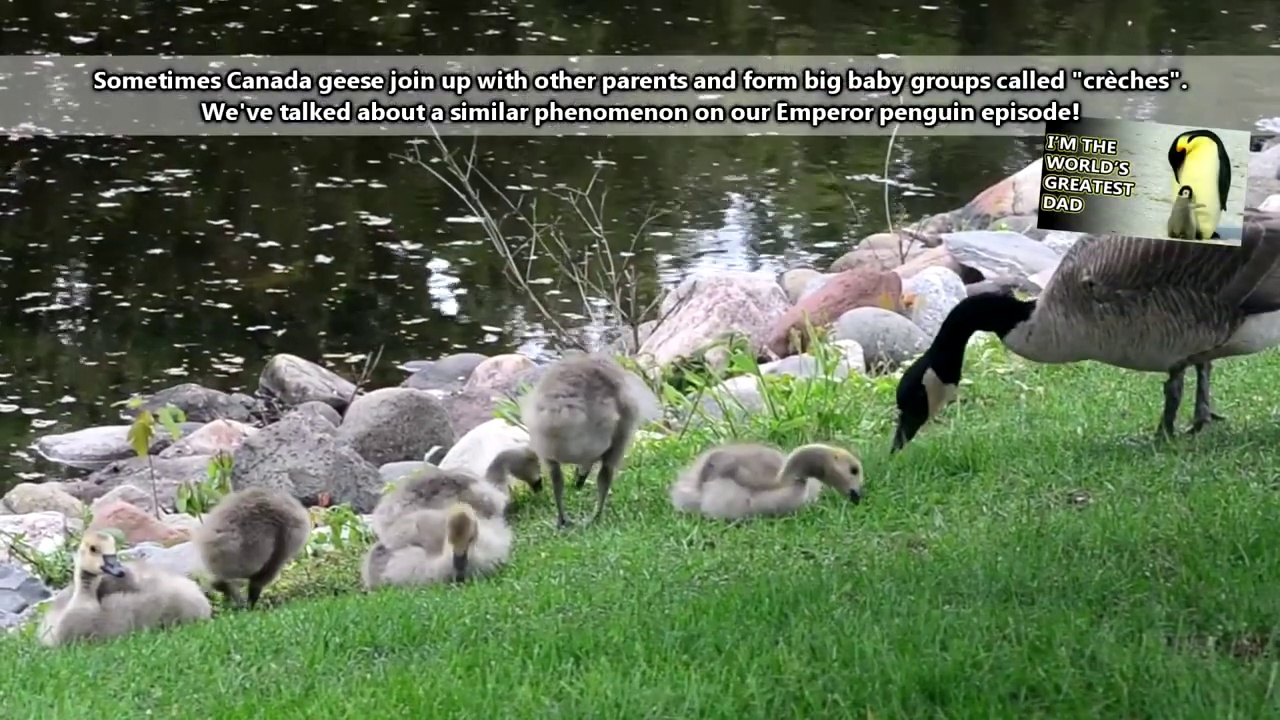 Sometimes Canada geese join up with other parents and form big baby groups called "crèches".
We've talked about a similar phenomenon on our Emperor penguin episode!
I'M THE
WORLD'S
GREATEST
DAD